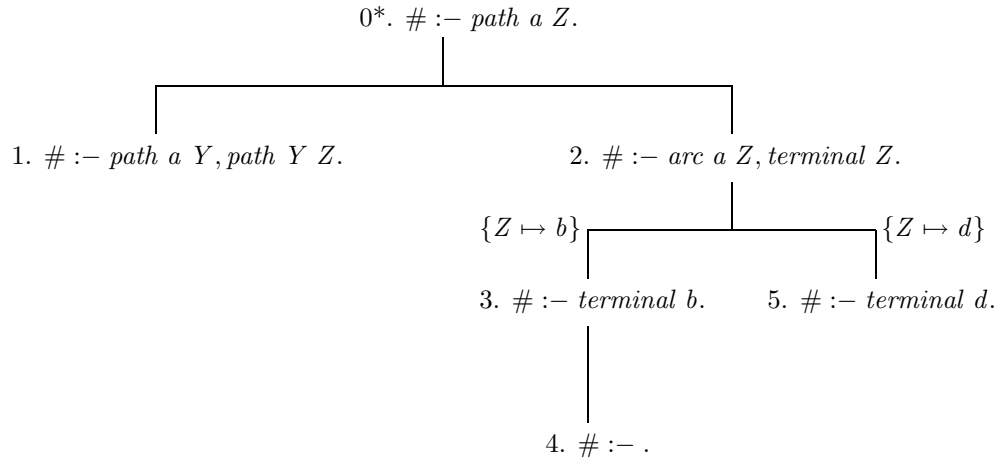 0*. # :− path a Z.
1. # :− path a Y, path Y Z.
2. # :− arc a Z, terminal Z.
{Z ↦ b}
{Z ↦ d}
3. # :− terminal b.
5. # :− terminal d.
4. # :− .